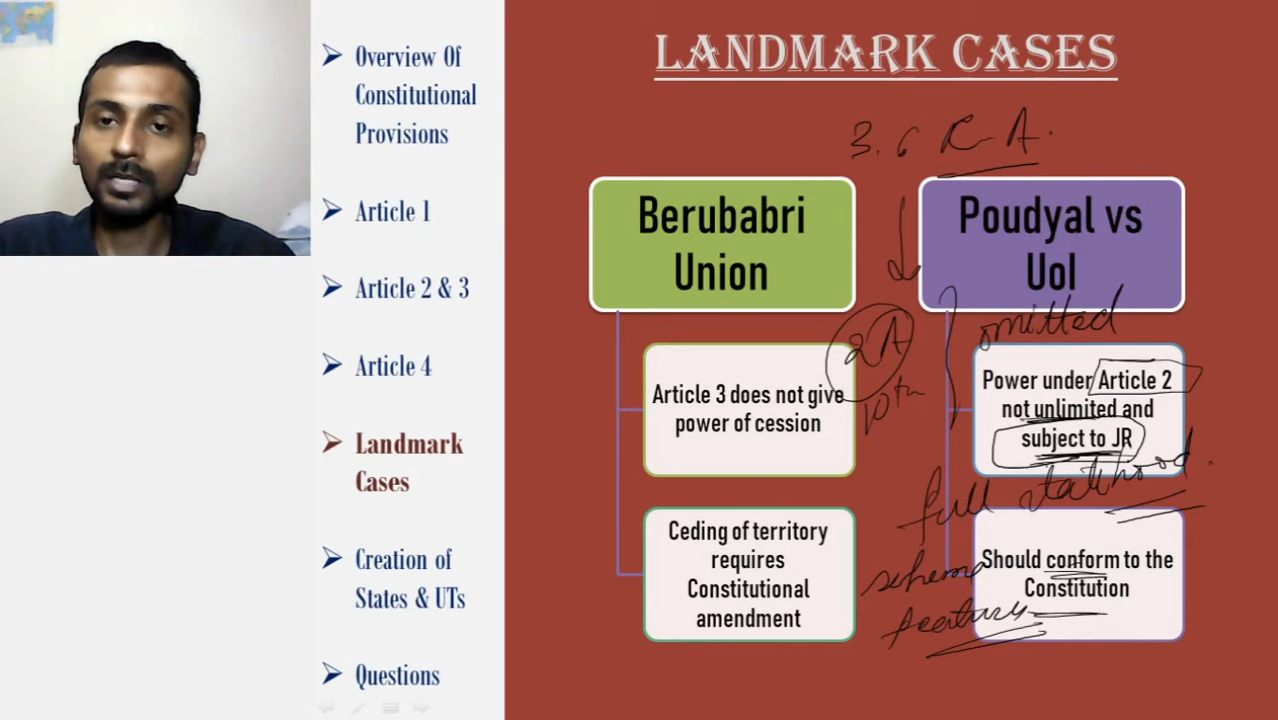 Overview Of
Constitutional
Provisions
Article 1
Article 2 & 3
Article 4
Landmark
Cases
Creation of
States & UTs
Questions
LANDMARK CASES
3.6 C A.
Berubabri
Union
Article 3 does not give
power of cession
Ceding of territory
requires
Constitutional
amendment
2A
10th
Poudyal vs
UoI
omitted
Power under Article 2
not unlimited and
subject to JR
full statehood.
scheme
features
Should conform to the
Constitution